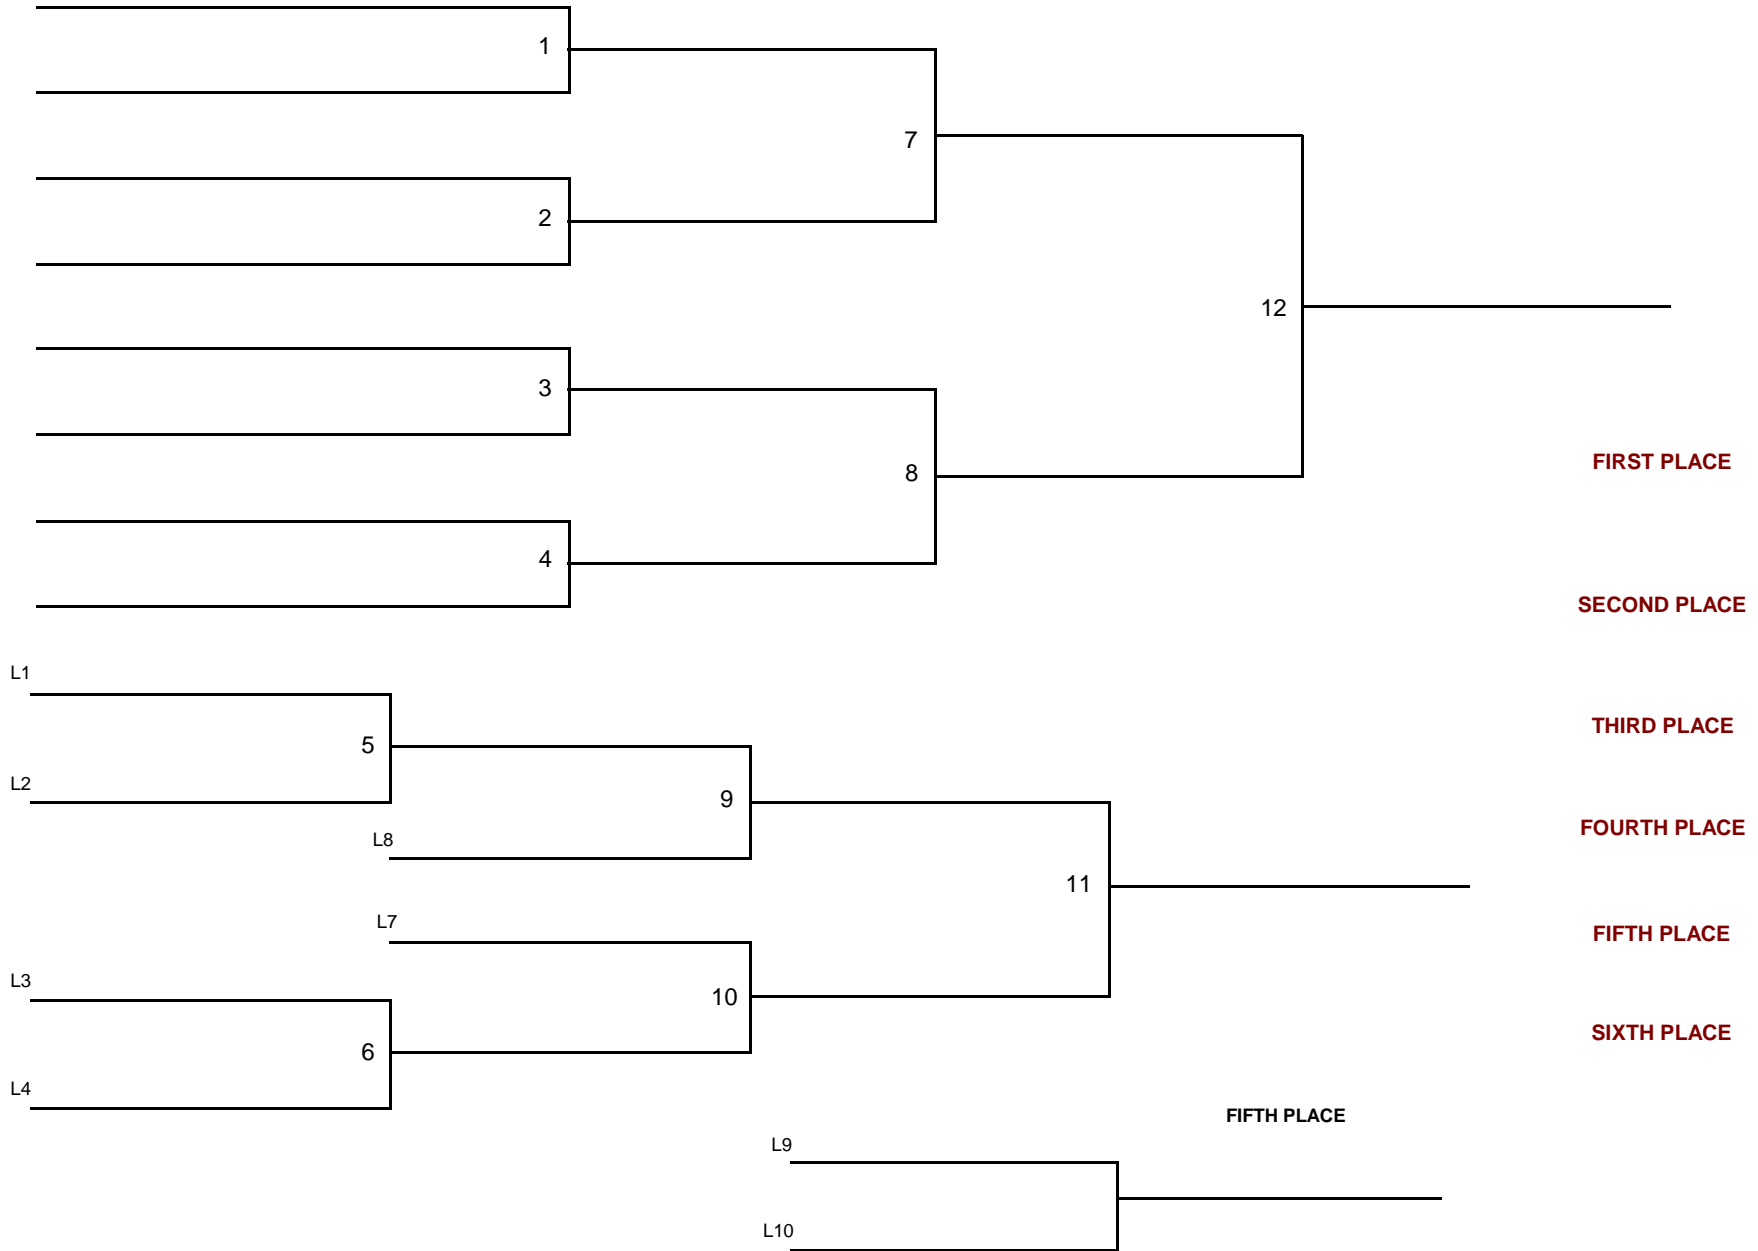 1
7
2
12
3
FIRST PLACE
8
4
SECOND PLACE
L1
THIRD PLACE
5
L2
9
FOURTH PLACE
L8
11
L7
FIFTH PLACE
L3
10
SIXTH PLACE
6
L4
FIFTH PLACE
L9
L10